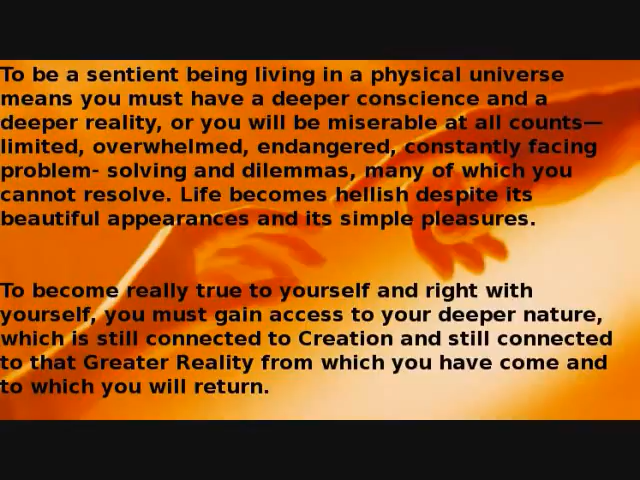 To be a sentient being living in a physical universe
means you must have a deeper conscience and a
deeper reality, or you will be miserable at all counts—
limited, overwhelmed, endangered, constantly facing
problem- solving and dilemmas, many of which you
cannot resolve. Life becomes hellish despite its
beautiful appearances and its simple pleasures.
To become really true to yourself and right with
yourself, you must gain access to your deeper nature,
which is still connected to Creation and still connected
to that Greater Reality from which you have come and
to which you will return.